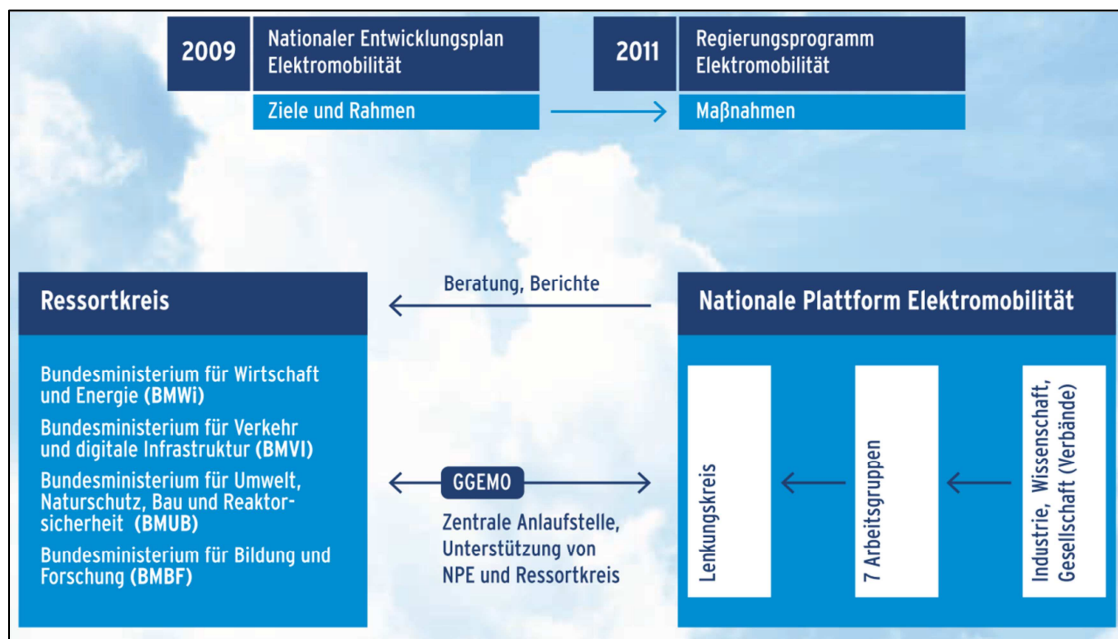 2009
Nationaler Entwicklungsplan
Elektromobilität
Ziele und Rahmen
2011
Regierungsprogramm
Elektromobilität
Maßnahmen
Ressortkreis
Bundesministerium für Wirtschaft
und Energie (BMWi)
Bundesministerium für Verkehr
und digitale Infrastruktur (BMVI)
Bundesministerium für Umwelt,
Naturschutz, Bau und Reaktor-
sicherheit (BMUB)
Bundesministerium für Bildung und
Forschung (BMBF)
Beratung, Berichte
GGEMO
Zentrale Anlaufstelle,
Unterstützung von
NPE und Ressortkreis
Nationale Plattform Elektromobilität
Lenkungskreis
7 Arbeitsgruppen
Industrie, Wissenschaft,
Gesellschaft (Verbände)